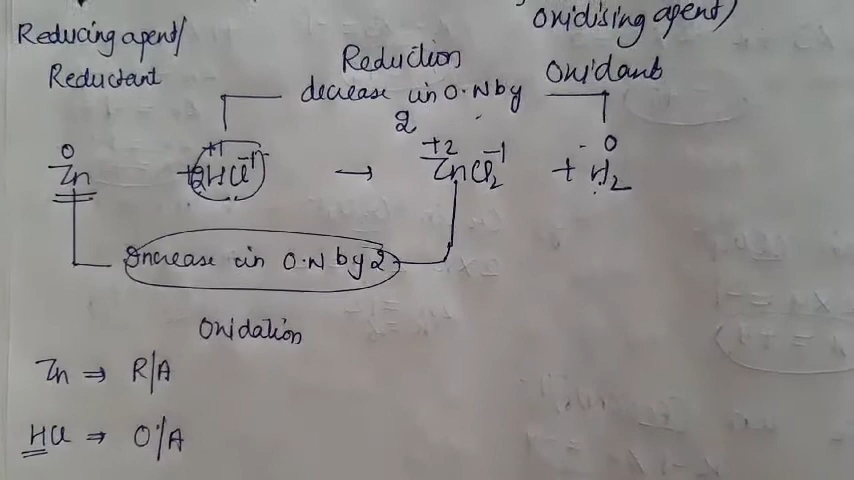 Reducing agent/
Reductant
Oxidising agent/
Oxidant
Reduction
decrease in O.N by
2
0 +1 -1 +2 -1 0
Zn + 2HCl → ZnCl2 + H2
Increase in O.N by 2
Oxidation
Zn ⇒ R/A
HCl ⇒ O/A